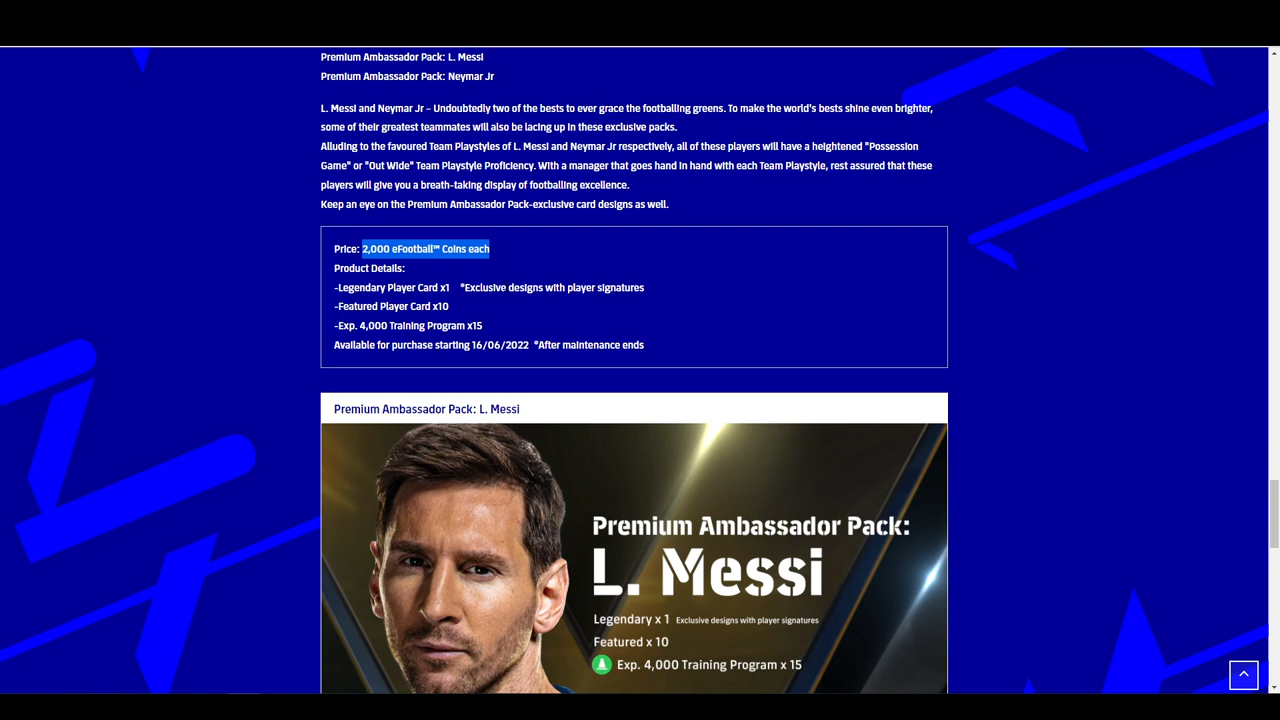 Premium Ambassador Pack: L. Messi
Premium Ambassador Pack: Neymar Jr
L. Messi and Neymar Jr – Undoubtedly two of the bests to ever grace the footballing greens. To make the world's bests shine even brighter,
some of their greatest teammates will also be lacing up in these exclusive packs.
Alluding to the favoured Team Playstyles of L. Messi and Neymar Jr respectively, all of these players will have a heightened "Possession
Game" or "Out Wide" Team Playstyle Proficiency. With a manager that goes hand in hand with each Team Playstyle, rest assured that these
players will give you a breath-taking display of footballing excellence.
Keep an eye on the Premium Ambassador Pack-exclusive card designs as well.
Price: 2,000 eFootball™ Coins each
Product Details:
-Legendary Player Card x1 *Exclusive designs with player signatures
-Featured Player Card x10
-Exp. 4,000 Training Program x15
Available for purchase starting 16/06/2022 *After maintenance ends
Premium Ambassador Pack: L. Messi
Premium Ambassador Pack:
L. Messi
Legendary x 1 Exclusive designs with player signatures
Featured x 10
Exp. 4,000 Training Program x 15